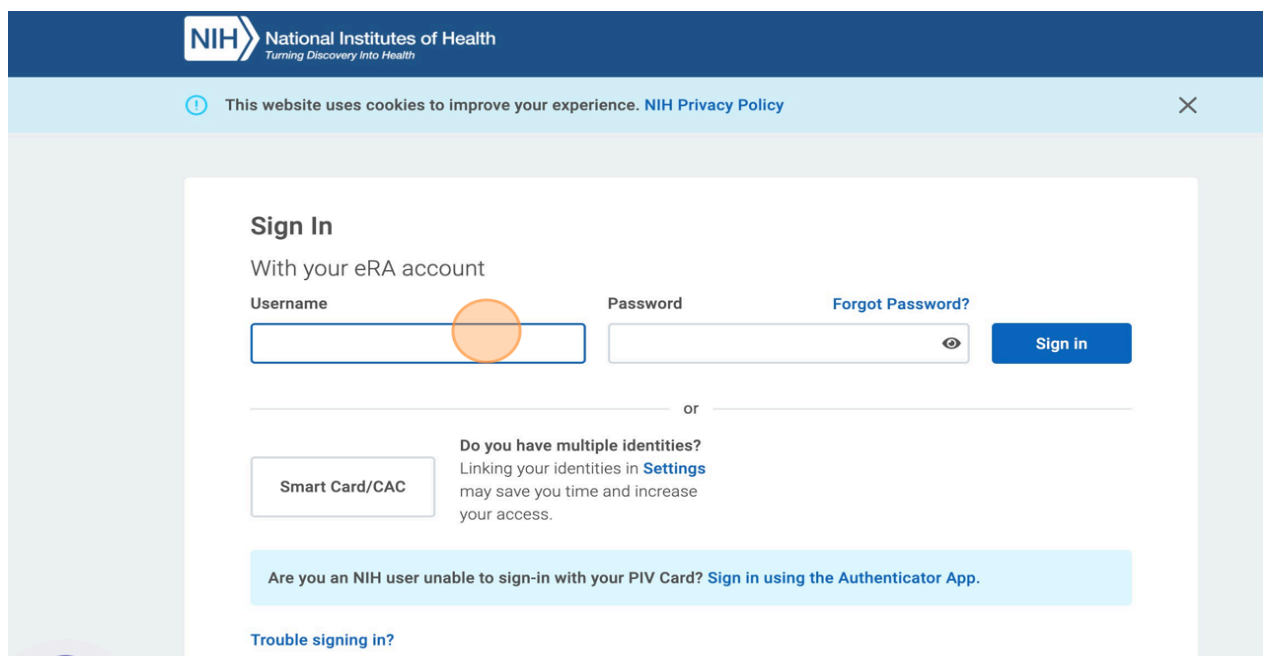 NIH National Institutes of Health
Turning Discovery Into Health
This website uses cookies to improve your experience. NIH Privacy Policy
Sign In
With your eRA account
Username Password Forgot Password?
Sign in
or
Smart Card/CAC
Do you have multiple identities?
Linking your identities in Settings
may save you time and increase
your access.
Are you an NIH user unable to sign-in with your PIV Card? Sign in using the Authenticator App.
Trouble signing in?